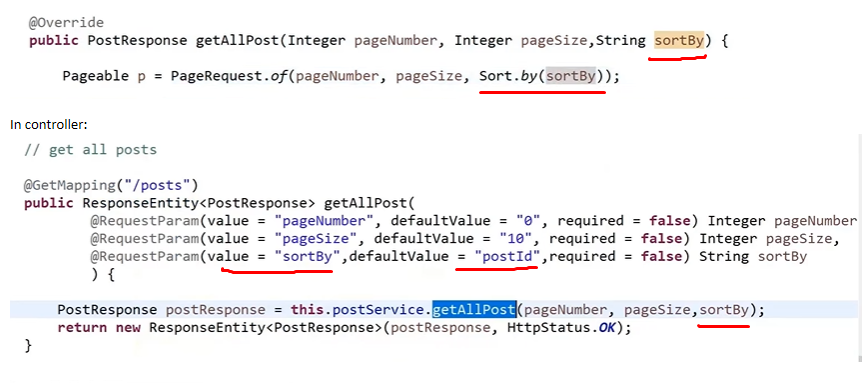 @Override
public PostResponse getAllPost(Integer pageNumber, Integer pageSize,String sortBy) {
Pageable p = PageRequest.of(pageNumber, pageSize, Sort.by(sortBy));
In controller:
// get all posts
@GetMapping("/posts")
public ResponseEntity<PostResponse> getAllPost(
@RequestParam(value = "pageNumber", defaultValue = "0", required = false) Integer pageNumber
@RequestParam(value = "pageSize", defaultValue = "10", required = false) Integer pageSize,
@RequestParam(value = "sortBy",defaultValue = "postId",required = false) String sortBy
) {
PostResponse postResponse = this.postService.getAllPost(pageNumber, pageSize,sortBy);
return new ResponseEntity<PostResponse>(postResponse, HttpStatus.OK);
}